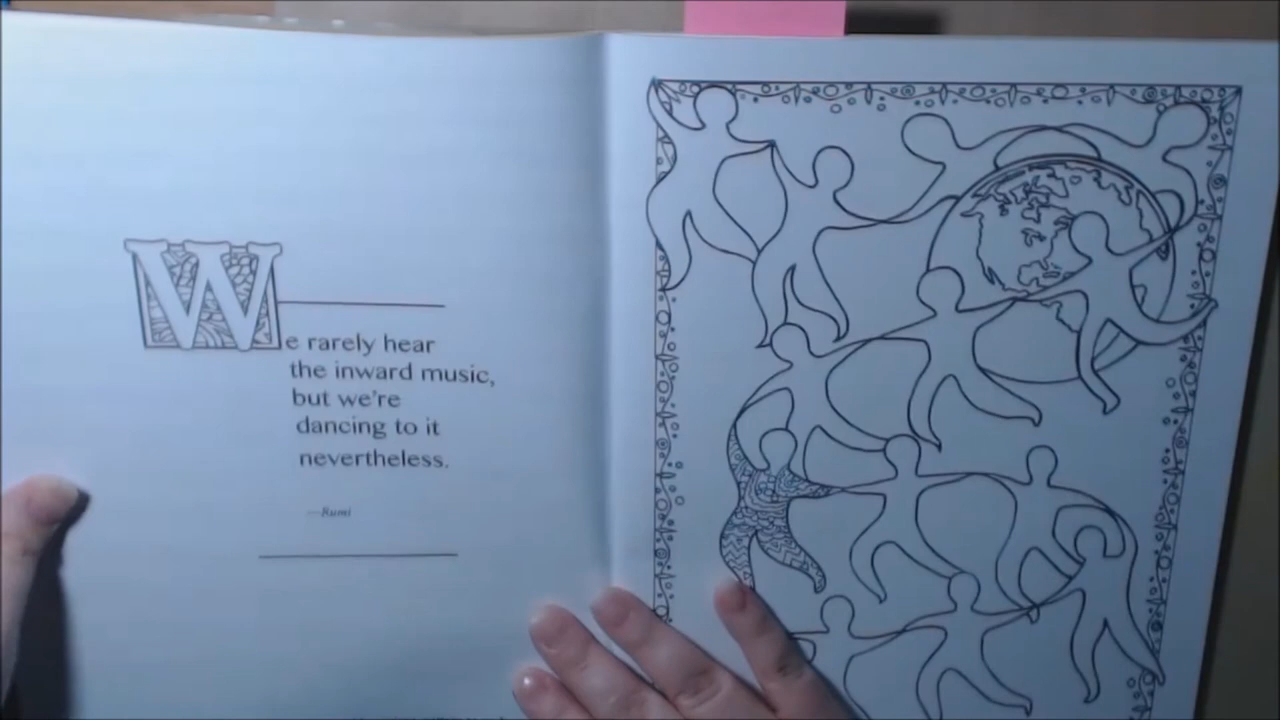 We rarely hear
the inward music,
but we're
dancing to it
nevertheless.
—Rumi